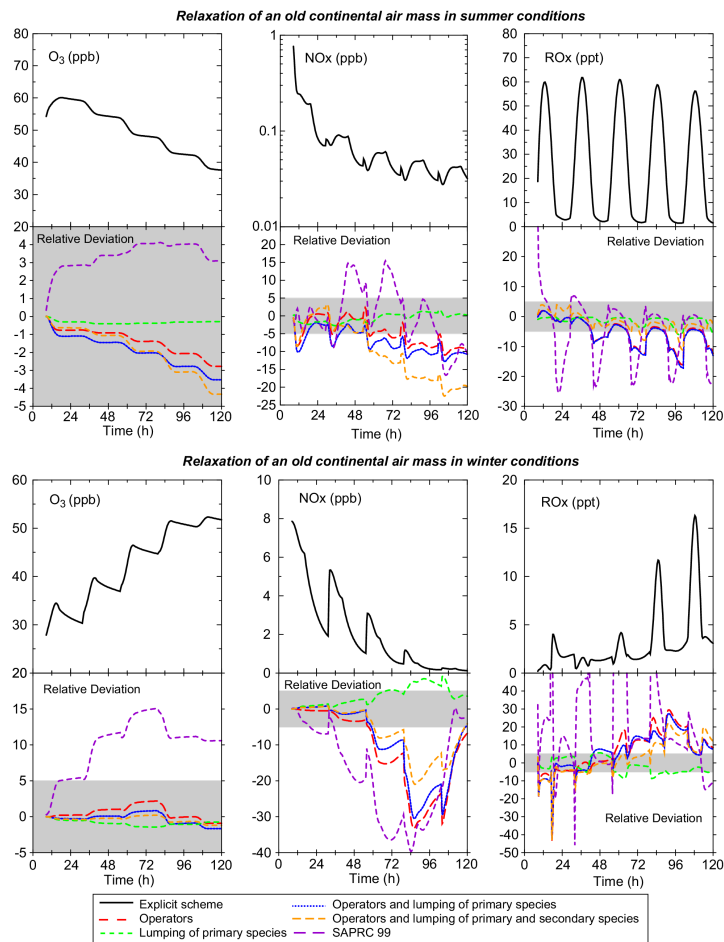 Relaxation of an old continental air mass in summer conditions
O3 (ppb)
80
70
60
50
40
30
20
Relative Deviation
4
3
2
1
0
-1
-2
-3
-4
-5
0 24 48 72 96 120
Time (h)
NOx (ppb)
1
0.1
0.01
Relative Deviation
20
15
10
5
0
-5
-10
-15
-20
-25
0 24 48 72 96 120
Time (h)
ROx (ppt)
80
70
60
50
40
30
20
10
0
Relative Deviation
40
30
20
10
0
-10
-20
-30
0 24 48 72 96 120
Time (h)
Relaxation of an old continental air mass in winter conditions
O3 (ppb)
60
50
40
30
20
Relative Deviation
15
10
5
0
-5
0 24 48 72 96 120
Time (h)
NOx (ppb)
10
8
6
4
2
0
Relative Deviation
0
-10
-20
-30
-40
0 24 48 72 96 120
Time (h)
ROx (ppt)
20
15
10
5
0
40
30
20
10
0
-10
-20
-30
-40
-50
Relative Deviation
0 24 48 72 96 120
Time (h)
Explicit scheme
Operators
Lumping of primary species
Operators and lumping of primary species
Operators and lumping of primary and secondary species
SAPRC 99